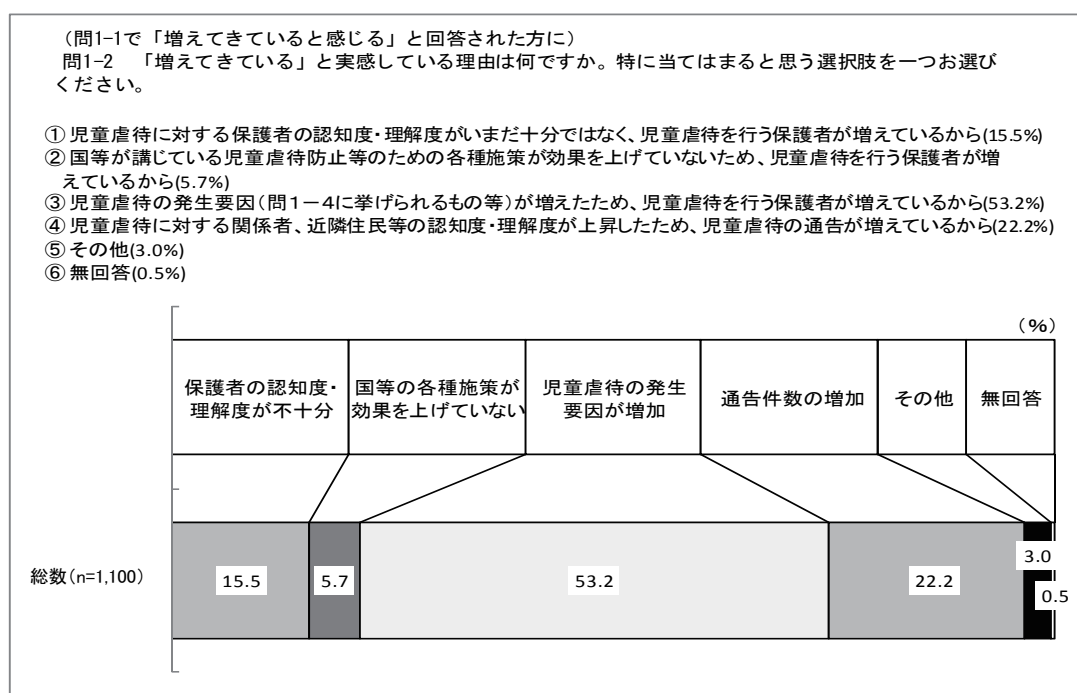 （問1-1で「増えてきていると感じる」と回答された方に）
問1-2　「増えてきている」と実感している理由は何ですか。特に当てはまると思う選択肢を一つお選び
ください。
①児童虐待に対する保護者の認知度・理解度がいまだ十分ではなく、児童虐待を行う保護者が増えているから(15.5%)
②国等が講じている児童虐待防止等のための各種施策が効果を上げていないため、児童虐待を行う保護者が増
えているから(5.7%)
③児童虐待の発生要因（問１－４に挙げられるもの等）が増えたため、児童虐待を行う保護者が増えているから(53.2%)
④児童虐待に対する関係者、近隣住民等の認知度・理解度が上昇したため、児童虐待の通告が増えているから(22.2%)
⑤その他(3.0%)
⑥無回答(0.5%)
（％）
保護者の認知度・
理解度が不十分
国等の各種施策が
効果を上げていない
児童虐待の発生
要因が増加
通告件数の増加
その他
無回答
総数(n=1,100)
15.5
5.7
53.2
22.2
3.0
0.5